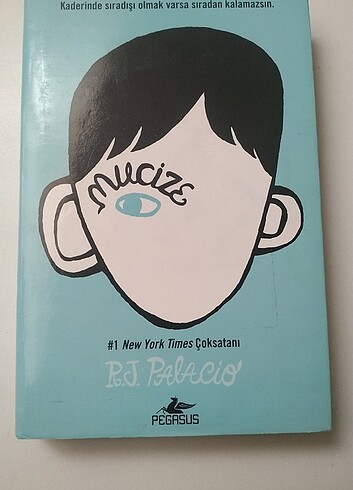 Kaderinde sıradışı olmak varsa sıradan kalamazsın.
mucize
#1 New York Times Çoksatanı
R.J. Palacio
PEGASUS